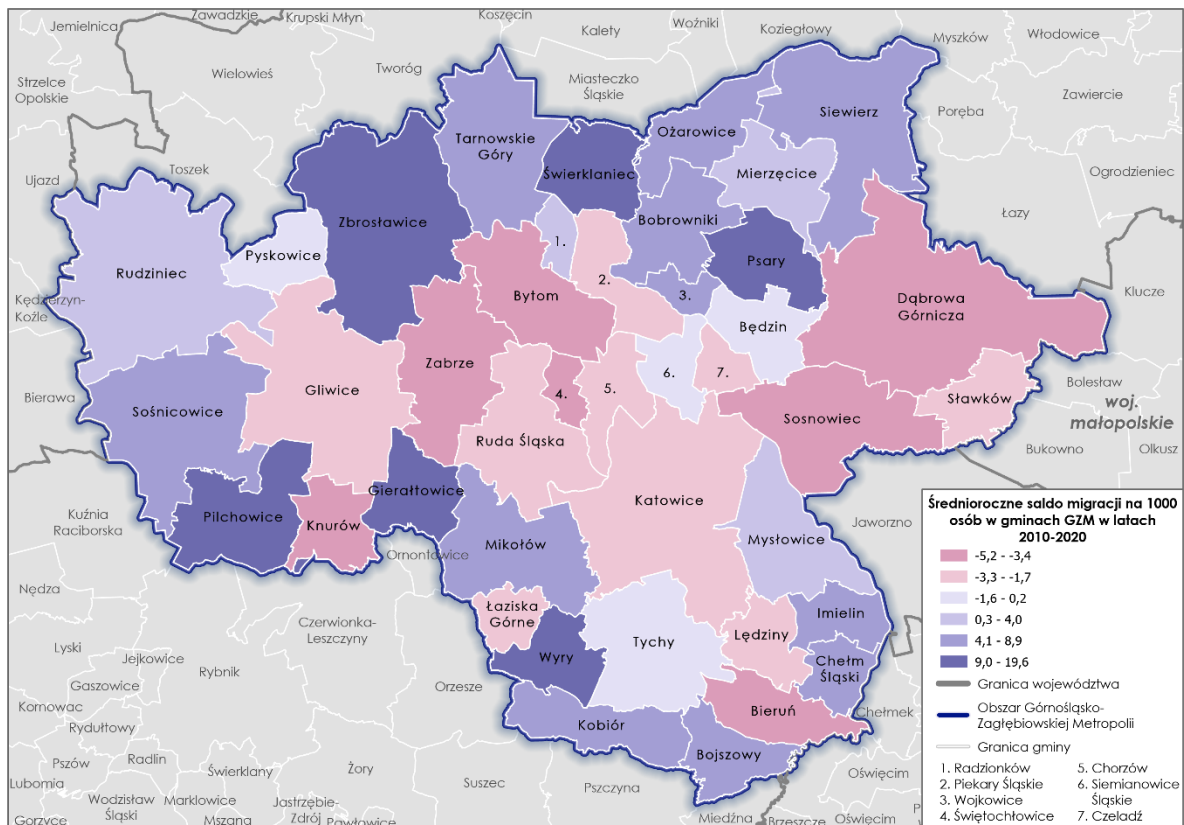 Jemielnica
Zawadzkie
Krupski Młyn
Koszęcin
Kalety
Woźniki
Koziegłowy
Myszków
Włodowice
Strzelce
Opolskie
Wielowieś
Tworóg
Miasteczko
Śląskie
Poręba
Zawiercie
Ogrodzieniec
Łazy
Ujazd
Toszek
Tarnowskie
Góry
Świerklaniec
Ożarowice
Siewierz
Mierzęcice
Bobrowniki
Zbrosławice
Pyskowice
Rudziniec
1.
2.
3.
Psary
Kędzierzyn-
Koźle
Klucze
Bytom
Dąbrowa
Górnicza
Będzin
Zabrze
Gliwice
4.
5.
6.
7.
Bierawa
Sośnicowice
Ruda Śląska
Sosnowiec
Sławków
Bolesław
woj.
małopolskie
Bukowno
Olkusz
Pilchowice
Knurów
Gierałtowice
Katowice
Kuźnia
Raciborska
Ornontowice
Mikołów
Mysłowice
Jaworzno
Nędza
Czerwionka-
Leszczyny
Łaziska
Górne
Wyry
Tychy
Lędziny
Imielin
Chełm
Śląski
Lyski
Jejkowice
Rybnik
Gaszowice
Kornowac
Rydułtowy
Orzesze
Kobiór
Bieruń
Bojszowy
Chełmek
Pszów
Radlin
Lubomia
Świerklany
Żory
Suszec
Pszczyna
Oświęcim
Wodzisław
Śląski
Marklowice
Jastrzębie-
Zdrój
Pawłowice
Gorzyce
Mszana
Miedźna
Brzeszcze
Oświęcim
Średnioroczne saldo migracji na 1000
osób w gminach GZM w latach
2010-2020
-5,2 - -3,4
-3,3 - -1,7
-1,6 - 0,2
0,3 - 4,0
4,1 - 8,9
9,0 - 19,6
Granica województwa
Obszar Górnośląsko-
Zagłębiowskiej Metropolii
Granica gminy
1. Radzionków
2. Piekary Śląskie
3. Wojkowice
4. Świętochłowice
5. Chorzów
6. Siemianowice
Śląskie
7. Czeladź